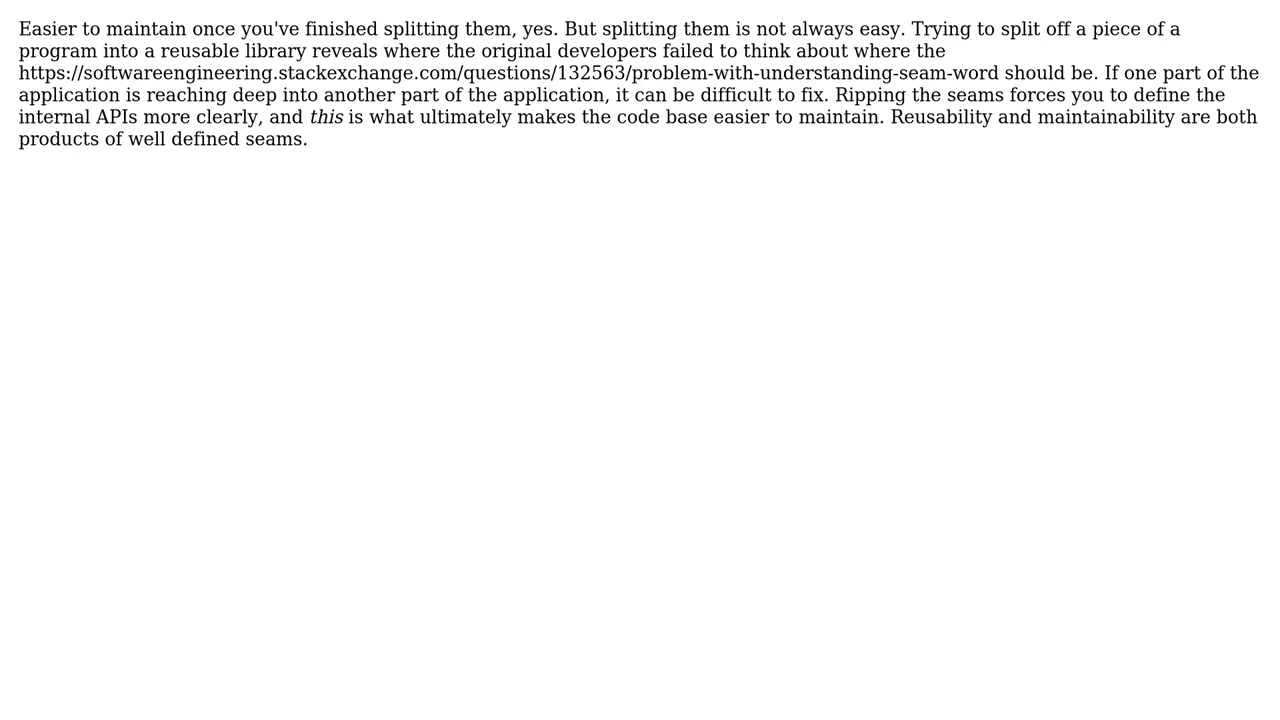 Easier to maintain once you've finished splitting them, yes. But splitting them is not always easy. Trying to split off a piece of a
program into a reusable library reveals where the original developers failed to think about where the
https://softwareengineering.stackexchange.com/questions/132563/problem-with-understanding-seam-word should be. If one part of the
application is reaching deep into another part of the application, it can be difficult to fix. Ripping the seams forces you to define the
internal APIs more clearly, and this is what ultimately makes the code base easier to maintain. Reusability and maintainability are both
products of well defined seams.